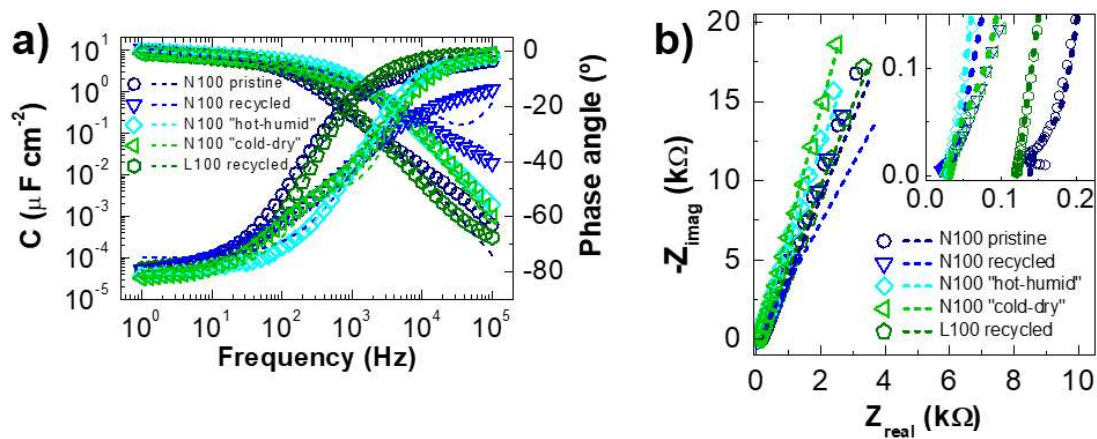 a)
C (μ F cm⁻²)
10¹
10⁰
10⁻¹
10⁻²
10⁻³
10⁻⁴
10⁻⁵
N100 pristine
N100 recycled
N100 "hot-humid"
N100 "cold-dry"
L100 recycled
0
-20
-40
-60
-80
Phase angle (º)
10⁰ 10¹ 10² 10³ 10⁴ 10⁵
Frequency (Hz)
b)
-Z_imag (kΩ)
20
15
10
5
0
0.1
0.0
0.0 0.1 0.2
N100 pristine
N100 recycled
N100 "hot-humid"
N100 "cold-dry"
L100 recycled
0 2 4 6 8 10
Z_real (kΩ)